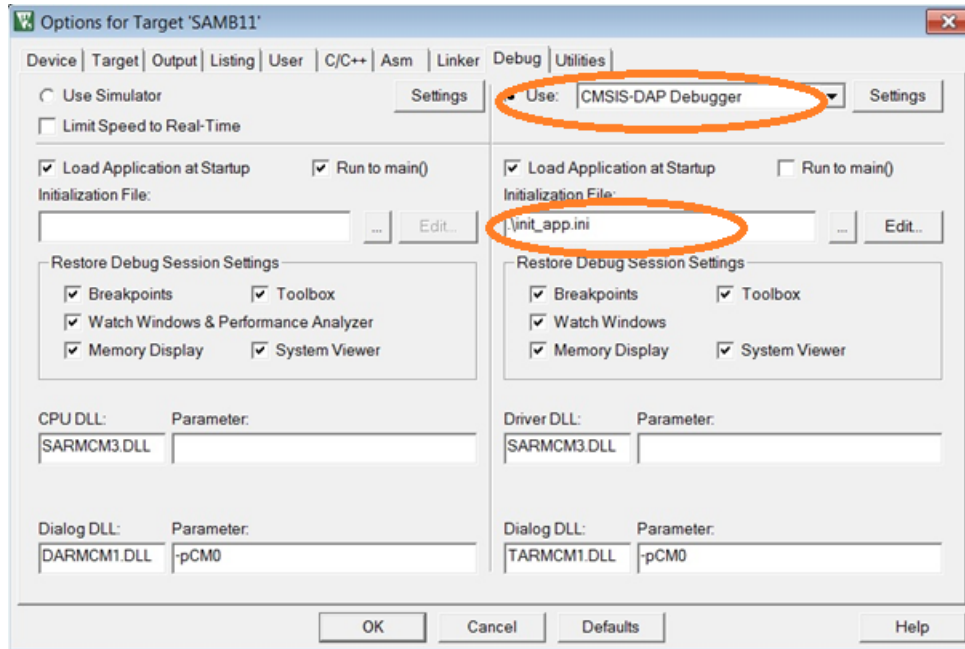 Options for Target 'SAMB11'
Device Target Output Listing User C/C++ Asm Linker Debug Utilities
Use Simulator Settings
Limit Speed to Real-Time
Load Application at Startup Run to main()
Initialization File:
... Edit...
Restore Debug Session Settings
Breakpoints Toolbox
Watch Windows & Performance Analyzer
Memory Display System Viewer
CPU DLL: Parameter:
SARMCM3.DLL
Dialog DLL: Parameter:
DARMCM1.DLL -pCM0
Use: CMSIS-DAP Debugger Settings
Load Application at Startup Run to main()
Initialization File:
.\init_app.ini ... Edit...
Restore Debug Session Settings
Breakpoints Toolbox
Watch Windows
Memory Display System Viewer
Driver DLL: Parameter:
SARMCM3.DLL
Dialog DLL: Parameter:
TARMCM1.DLL -pCM0
OK Cancel Defaults Help